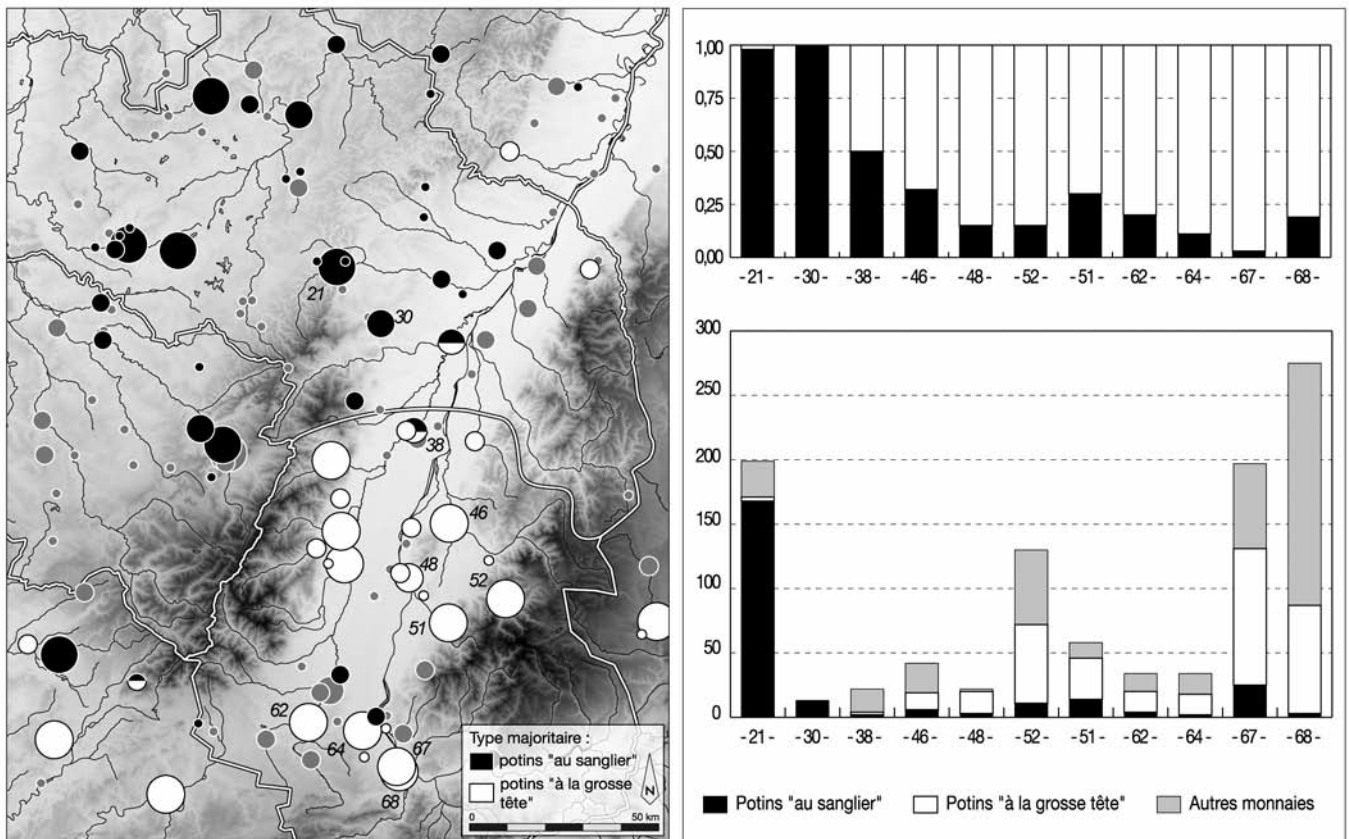 21
30
38
46
48
52
51
62
64
67
68
Type majoritaire :
potins "au sanglier"
potins "à la grosse
tête"
N
0 50 km
1,00
0,75
0,50
0,25
0,00
-21 - -30 - -38 - -46 - -48 - -52 - -51 - -62 - -64 - -67 - -68 -
300
250
200
150
100
50
0
-21 - -30 - -38 - -46 - -48 - -52 - -51 - -62 - -64 - -67 - -68 -
Potins "au sanglier" Potins "à la grosse tête" Autres monnaies